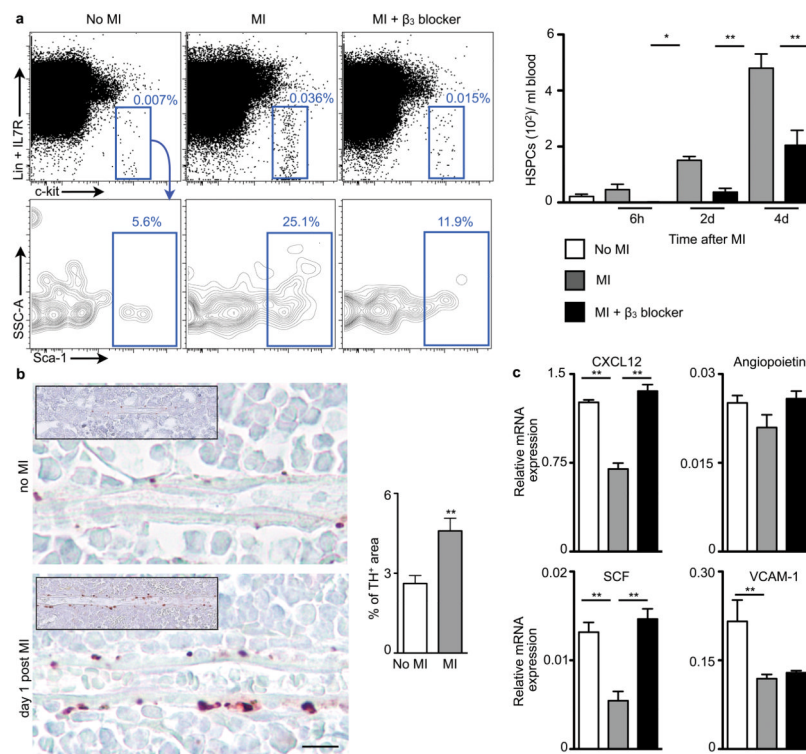 a
No MI
MI
MI + β₃ blocker
Lin + IL7R
0.007%
0.036%
0.015%
c-kit
5.6%
25.1%
11.9%
SSC-A
Sca-1
HSPCs (10²)/ ml blood
6
4
2
0
*
**
**
6h
2d
4d
Time after MI
No MI
MI
MI + β₃ blocker
b
no MI
day 1 post MI
% of TH⁺ area
6
3
0
**
No MI
MI
c
CXCL12
Relative mRNA
expression
1.5
.75
0
**
**
Angiopoietin
0.03
0.015
0
SCF
Relative mRNA
expression
0.012
0.01
0
**
**
VCAM-1
0.30
0.15
0
**